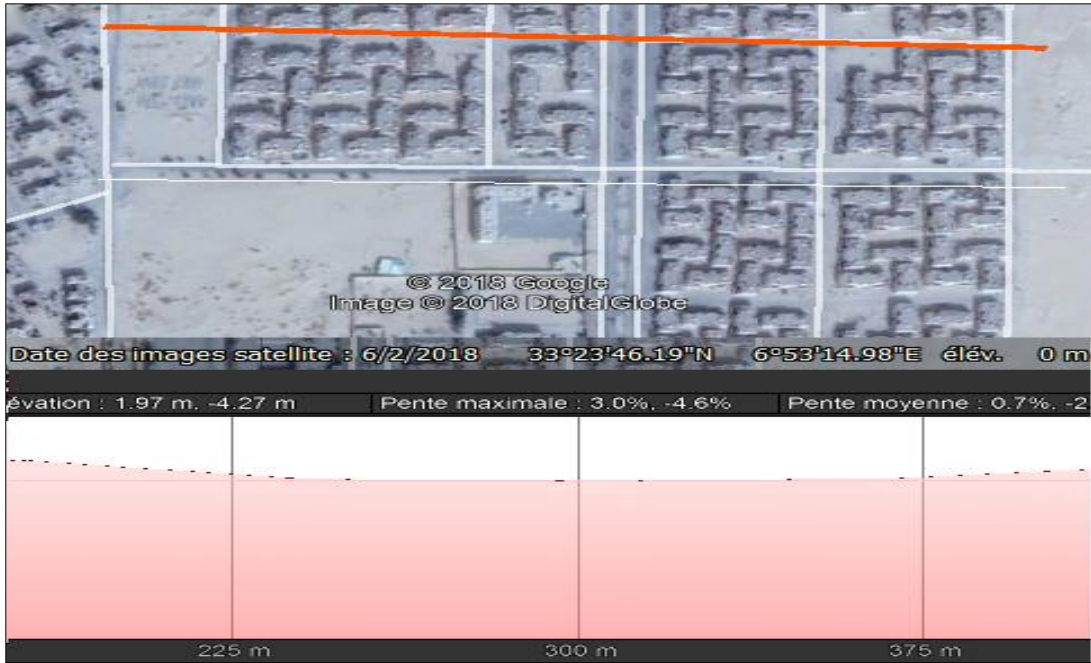 © 2018 Google
Image © 2018 DigitalGlobe
Date des images satellite : 6/2/2018 33°23'46.19"N 6°53'14.98"E élév. 0 m
évation : 1.97 m, -4.27 m Pente maximale : 3.0%, -4.6% Pente moyenne : 0.7%, -2
225 m 300 m 375 m